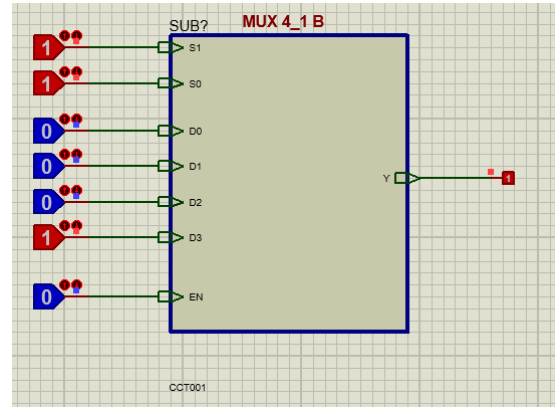 SUB? MUX 4_1 B
1 S1
1 S0
0 D0
0 D1
Y 1
0 D2
1 D3
0 EN
CCT001